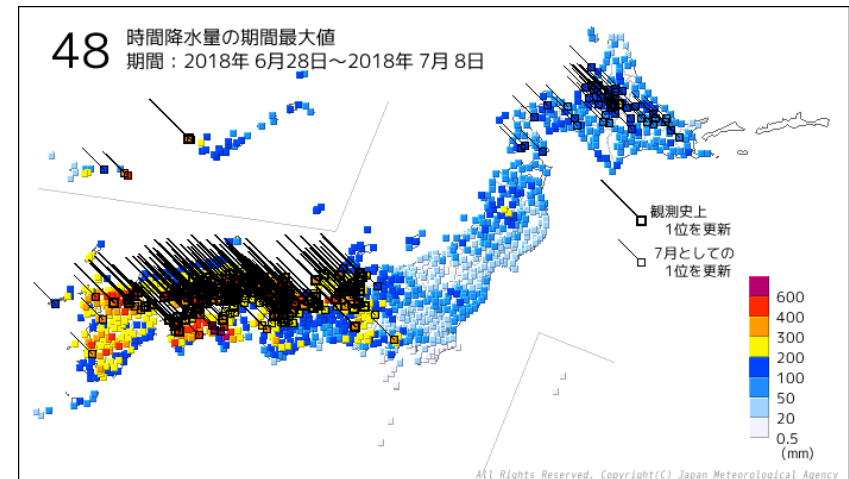 48 時間降水量の期間最大値
期間：2018年 6月28日～2018年 7月 8日
観測史上
1位を更新
7月としての
1位を更新
600
400
300
200
100
50
20
0.5
(mm)
All Rights Reserved, Copyright(C) Japan Meteorological Agency